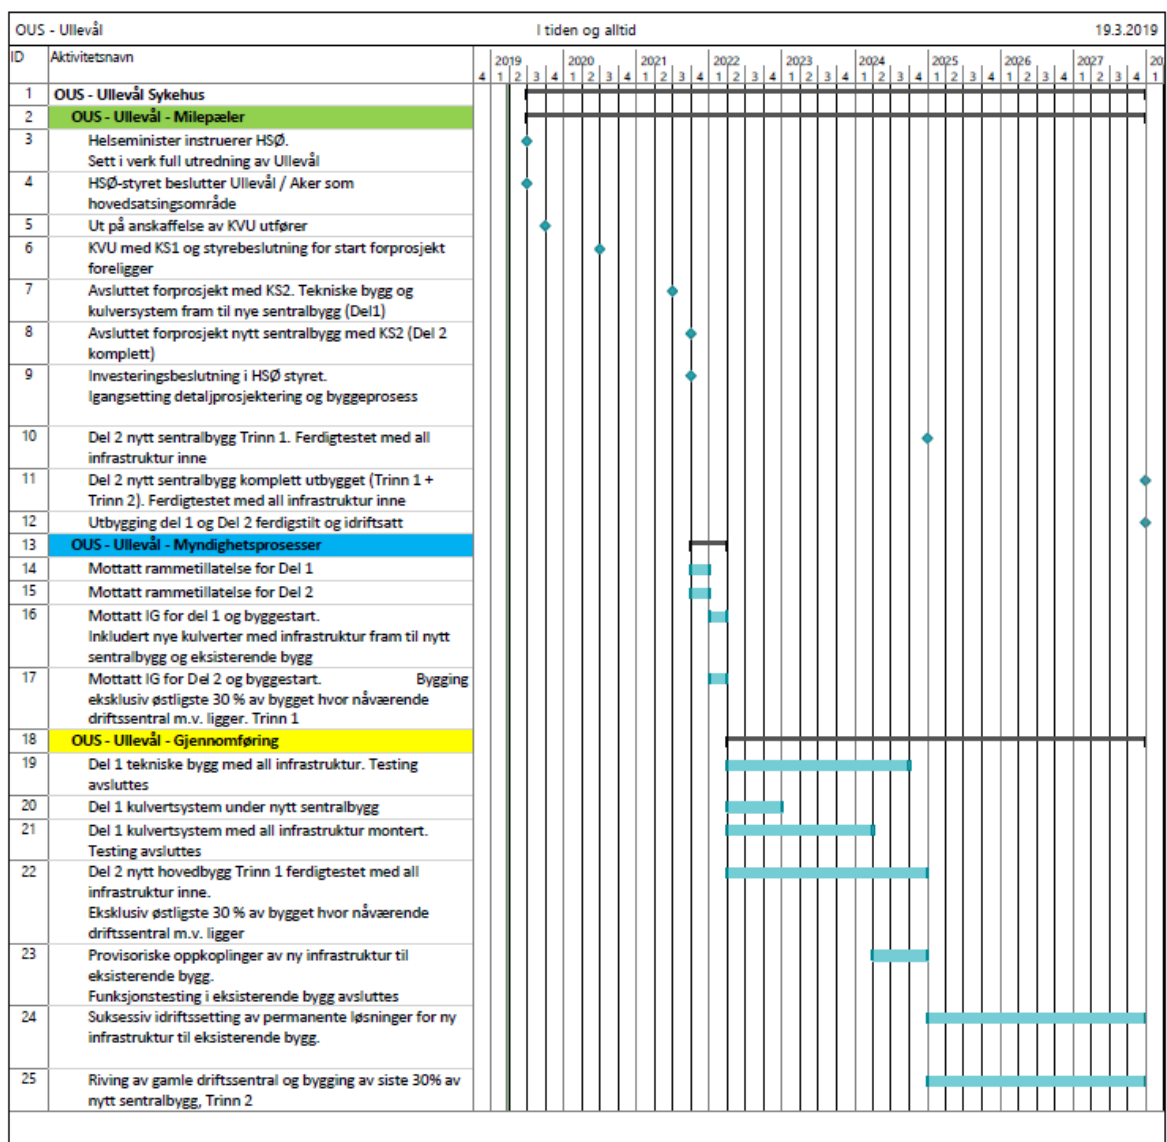 OUS - Ullevål I tiden og alltid 19.3.2019
ID Aktivitetsnavn 2019 2020 2021 2022 2023 2024 2025 2026 2027 20
4 1 2 3 4 1 2 3 4 1 2 3 4 1 2 3 4 1 2 3 4 1 2 3 4 1 2 3 4 1 2 3 4 1 2 3 4 1
1 OUS - Ullevål Sykehus
2 OUS - Ullevål - Milepæler
3 Helseminister instruerer HSØ.
Sett i verk full utredning av Ullevål
4 HSØ-styret beslutter Ullevål / Aker som
hovedsatsingsområde
5 Ut på anskaffelse av KVU utfører
6 KVU med KS1 og styrebeslutning for start forprosjekt
foreligger
7 Avsluttet forprosjekt med KS2. Tekniske bygg og
kulversystem fram til nye sentralbygg (Del1)
8 Avsluttet forprosjekt nytt sentralbygg med KS2 (Del 2
komplett)
9 Investeringsbeslutning i HSØ styret.
Igangsetting detaljprosjektering og byggeprosess
10 Del 2 nytt sentralbygg Trinn 1. Ferdigtestet med all
infrastruktur inne
11 Del 2 nytt sentralbygg komplett utbygget (Trinn 1 +
Trinn 2). Ferdigtestet med all infrastruktur inne
12 Utbygging del 1 og Del 2 ferdigstilt og idriftsatt
13 OUS - Ullevål - Myndighetsprosesser
14 Mottatt rammetillatelse for Del 1
15 Mottatt rammetillatelse for Del 2
16 Mottatt IG for del 1 og byggestart.
Inkludert nye kulverter med infrastruktur fram til nytt
sentralbygg og eksisterende bygg
17 Mottatt IG for Del 2 og byggestart. Bygging
eksklusiv østligste 30 % av bygget hvor nåværende
driftssentral m.v. ligger. Trinn 1
18 OUS - Ullevål - Gjennomføring
19 Del 1 tekniske bygg med all infrastruktur. Testing
avsluttes
20 Del 1 kulvertsystem under nytt sentralbygg
21 Del 1 kulvertsystem med all infrastruktur montert.
Testing avsluttes
22 Del 2 nytt hovedbygg Trinn 1 ferdigtestet med all
infrastruktur inne.
Eksklusiv østligste 30 % av bygget hvor nåværende
driftssentral m.v. ligger
23 Provisoriske oppkoplinger av ny infrastruktur til
eksisterende bygg.
Funksjonstesting i eksisterende bygg avsluttes
24 Suksessiv idriftssetting av permanente løsninger for ny
infrastruktur til eksisterende bygg.
25 Riving av gamle driftssentral og bygging av siste 30% av
nytt sentralbygg, Trinn 2